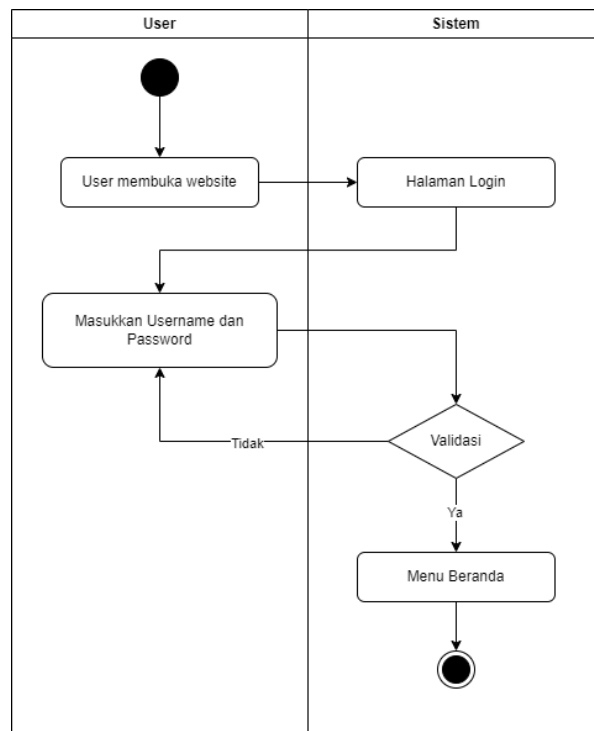 User
Sistem
User membuka website
Halaman Login
Masukkan Username dan
Password
Validasi
Tidak
Ya
Menu Beranda